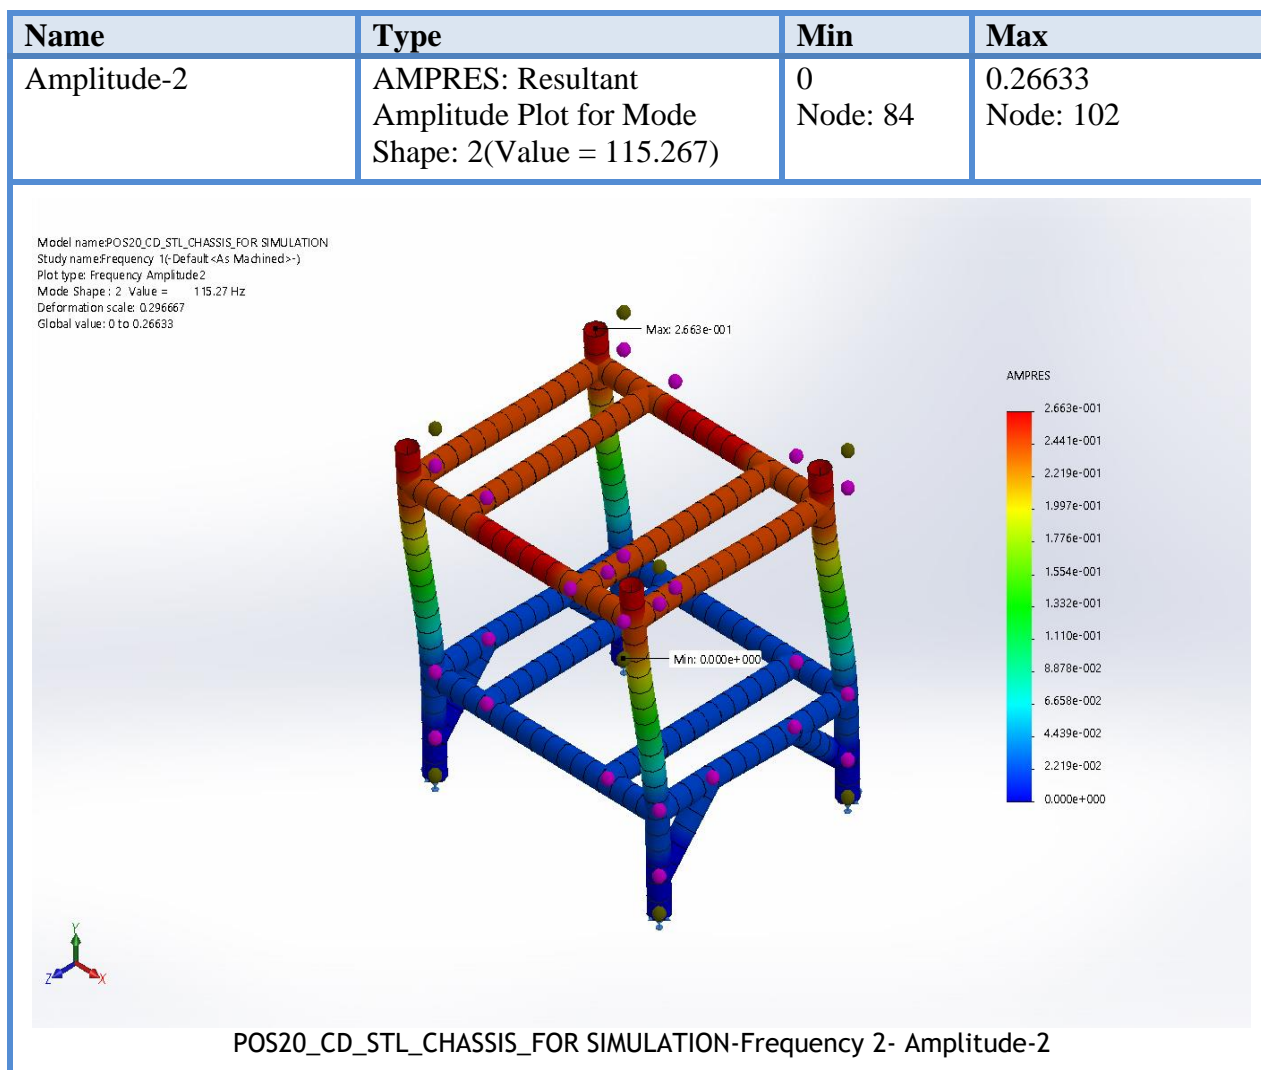 Name Type Min Max
Amplitude-2 AMPRES: Resultant 0 0.26633
Amplitude Plot for Mode Node: 84 Node: 102
Shape: 2(Value = 115.267)
Model name:POS20_CD_STL_CHASSIS_FOR SIMULATION
Study name:Frequency 1(-Default<As Machined>-)
Plot type: Frequency Amplitude2
Mode Shape : 2 Value = 115.27 Hz
Deformation scale: 0.296667
Global value: 0 to 0.26633
Max: 2.663e-001
AMPRES
2.663e-001
2.441e-001
2.219e-001
1.997e-001
1.776e-001
1.554e-001
1.332e-001
1.110e-001
8.878e-002
6.658e-002
4.439e-002
2.219e-002
0.000e+000
Min: 0.000e+000
Y
Z X
POS20_CD_STL_CHASSIS_FOR SIMULATION-Frequency 2- Amplitude-2